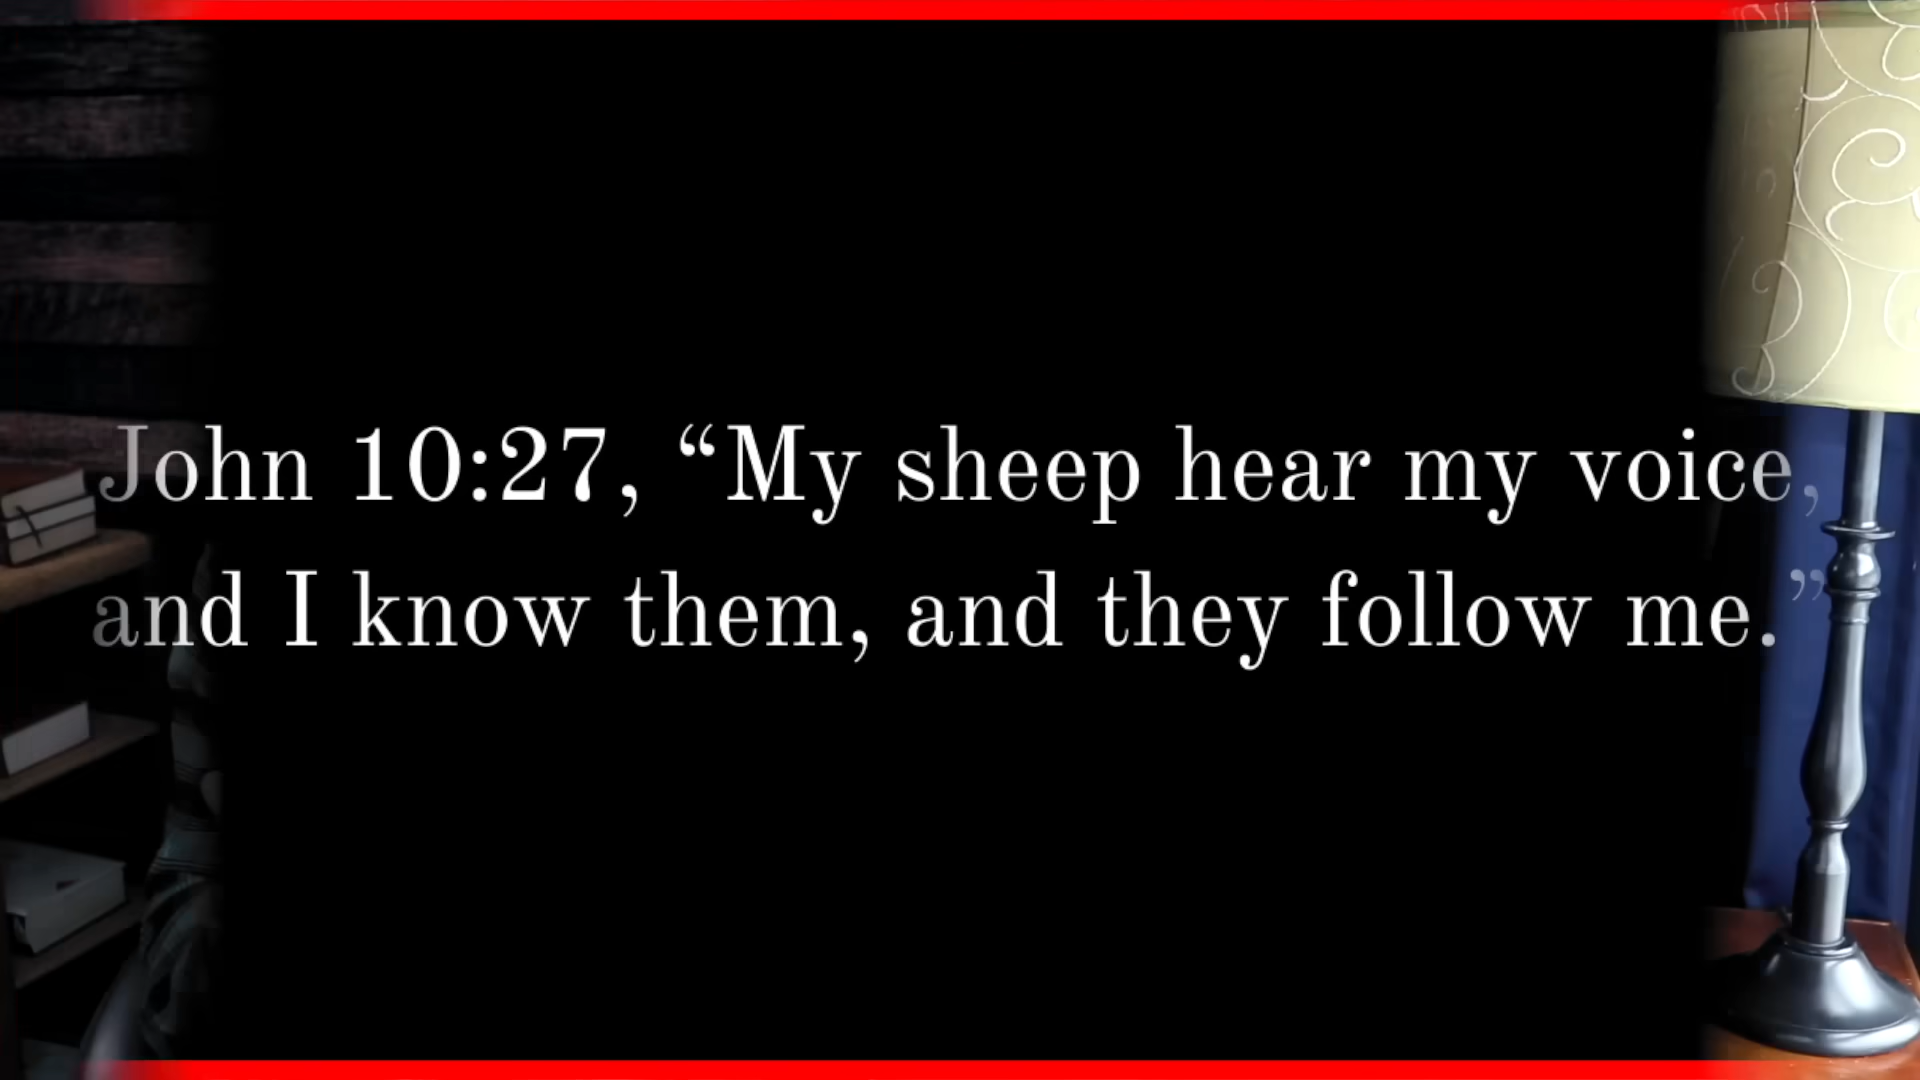 John 10:27, “My sheep hear my voice,
and I know them, and they follow me.”